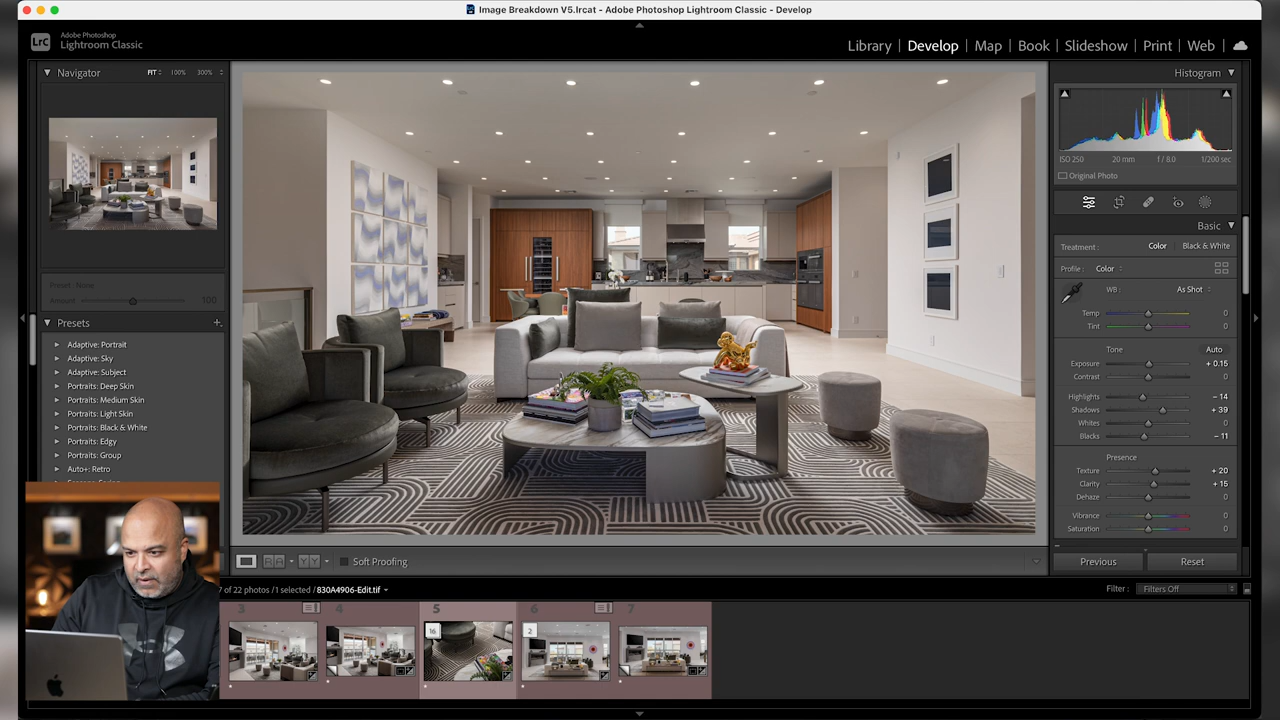 Image Breakdown V5.lrcat - Adobe Photoshop Lightroom Classic - Develop
LrC
Adobe Photoshop
Lightroom Classic
Library | Develop | Map | Book | Slideshow | Print | Web
Navigator FIT 100% 300%
Preset: None
Amount 100
Presets +
Adaptive: Portrait
Adaptive: Sky
Adaptive: Subject
Portraits: Deep Skin
Portraits: Medium Skin
Portraits: Light Skin
Portraits: Black & White
Portraits: Edgy
Portraits: Group
Auto+: Retro
Histogram
ISO 250 20 mm f / 8.0 1/200 sec
Original Photo
Basic
Treatment: Color Black & White
Profile: Color
WB: As Shot
Temp 0
Tint 0
Tone Auto
Exposure + 0.15
Contrast 0
Highlights − 14
Shadows + 39
Whites 0
Blacks − 11
Presence
Texture + 20
Clarity + 15
Dehaze 0
Vibrance 0
Saturation 0
Previous Reset
Soft Proofing
7 of 22 photos / 1 selected / 830A4906-Edit.tif
Filter: Filters Off
3 4 5 6 7
16 2